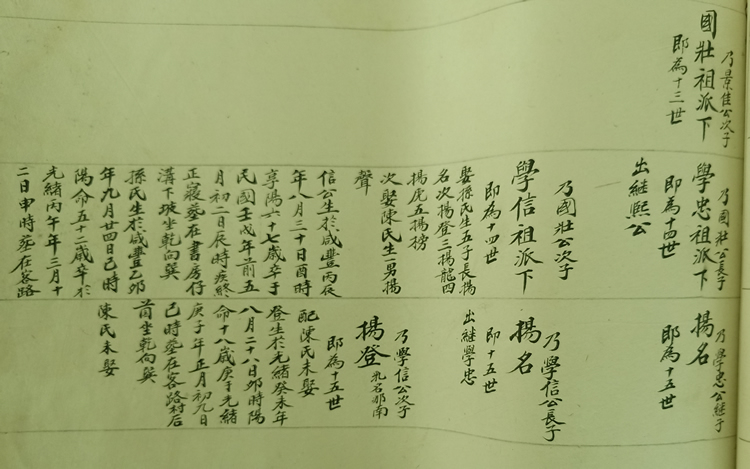 國壯祖派下
乃景佳公次子
即為十三世
學忠祖派下
乃國壯公長子
即為十四世
出繼熙公
學信祖派下
乃國壯公次子
即為十四世
娶孫氏生五子長揚
名次揚登三揚龍四
揚虎五揚榜
次娶陳氏生一男揚
聲
信公生於咸豐丙辰
年八月三十日酉時
享陽六十七歲卒于
民國壬戌年二前五
月初二日辰時疾終
正寢葬在書房仔
溝下坡坐乾向巽
孫氏生於咸豐乙卯
年九月廿四日巳時
陽命五十二歲卒於
光緒丙午年三月十
二日申時葬在客路
揚名
乃學忠公継子
即為十五世
揚名
乃學信公長子
即十五世
出継學忠
揚登
乃學信公次子
乳名那南
即為十五世
配陳氏未娶
登生於光緒癸未年
八月二十八日卯時陽
命十八歲庚于光緒
庚子年正月初九日
己時葬在客路村后
首坐乾向巽
陳氏未娶